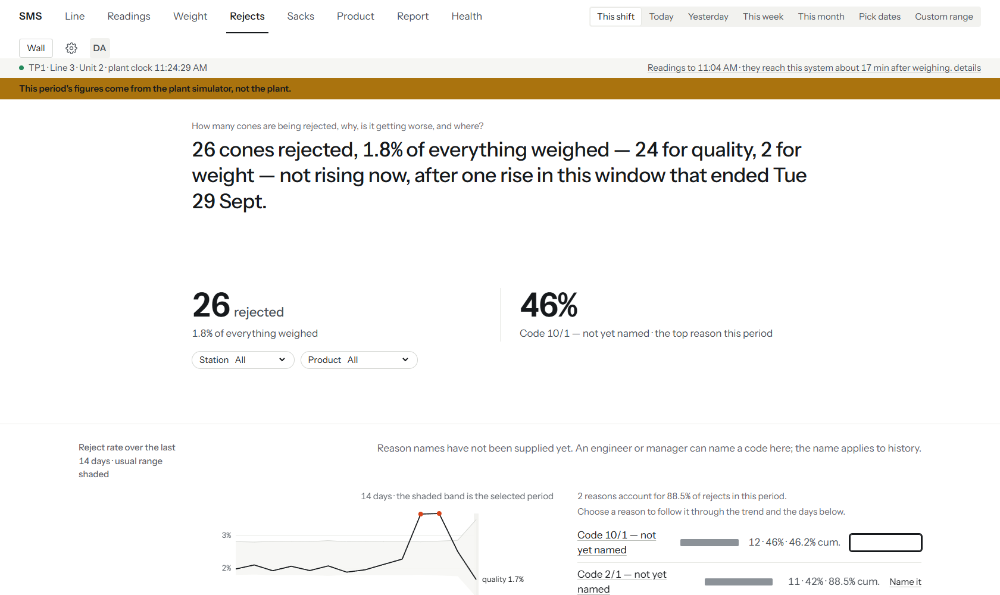 SMS Line Readings Weight Rejects Sacks Product Report Health
This shift Today Yesterday This week This month Pick dates Custom range
Wall DA
TP1 · Line 3 · Unit 2 · plant clock 11:24:29 AM
Readings to 11:04 AM · they reach this system about 17 min after weighing. details
This period's figures come from the plant simulator, not the plant.
How many cones are being rejected, why, is it getting worse, and where?
26 cones rejected, 1.8% of everything weighed — 24 for quality, 2 for
weight — not rising now, after one rise in this window that ended Tue
29 Sept.
26 rejected
1.8% of everything weighed
46%
Code 10/1 — not yet named · the top reason this period
Station All
Product All
Reject rate over the last
14 days · usual range
shaded
Reason names have not been supplied yet. An engineer or manager can name a code here; the name applies to history.
14 days · the shaded band is the selected period
3%
2%
quality 1.7%
2 reasons account for 88.5% of rejects in this period.
Choose a reason to follow it through the trend and the days below.
Code 10/1 — not
yet named
12 · 46% · 46.2% cum.
Code 2/1 — not yet
named
11 · 42% · 88.5% cum.
Name it